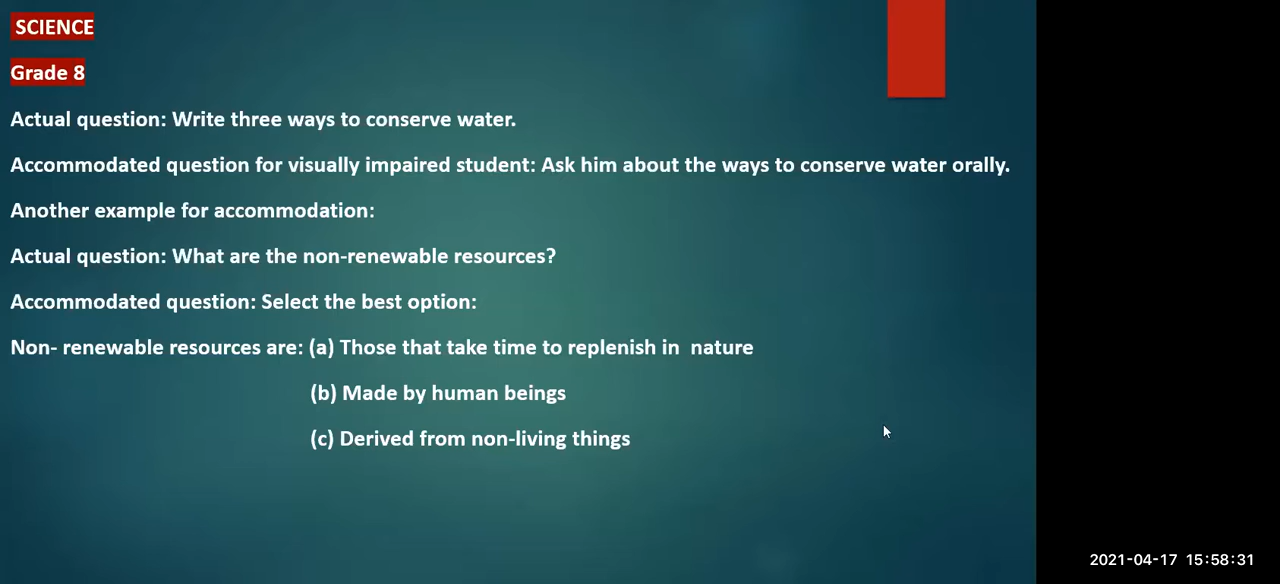 SCIENCE
Grade 8
Actual question: Write three ways to conserve water.
Accommodated question for visually impaired student: Ask him about the ways to conserve water orally.
Another example for accommodation:
Actual question: What are the non-renewable resources?
Accommodated question: Select the best option:
Non- renewable resources are: (a) Those that take time to replenish in  nature
(b) Made by human beings
(c) Derived from non-living things
2021-04-17 15:58:31